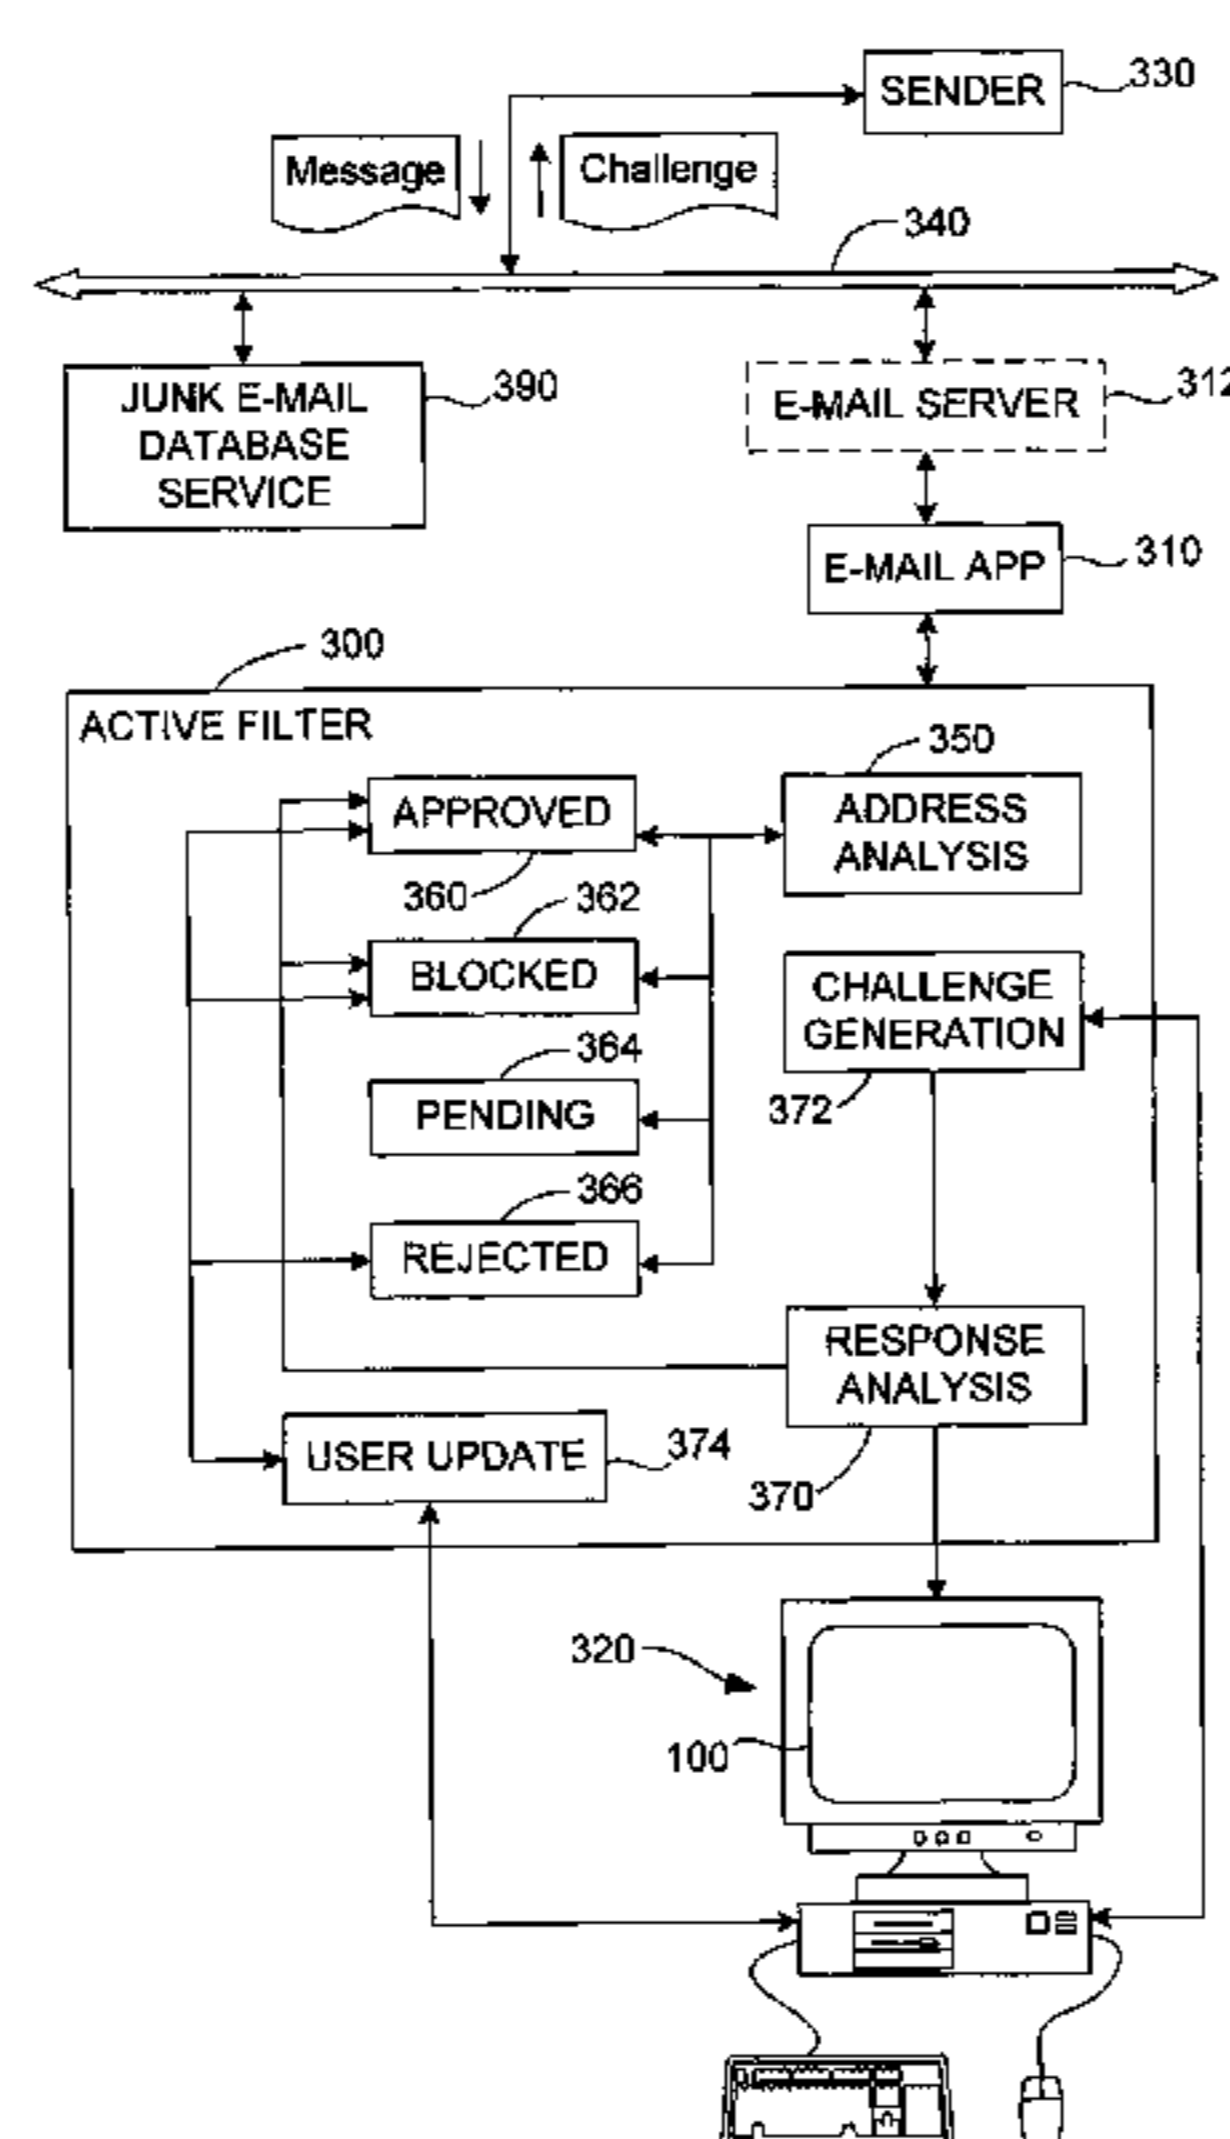 SENDER
330
Message
Challenge
340
JUNK E-MAIL
DATABASE
SERVICE
390
E-MAIL SERVER
312
E-MAIL APP
310
300
ACTIVE FILTER
350
APPROVED
ADDRESS
ANALYSIS
360
362
BLOCKED
CHALLENGE
GENERATION
364
PENDING
372
366
REJECTED
RESPONSE
ANALYSIS
USER UPDATE
374
370
320
100